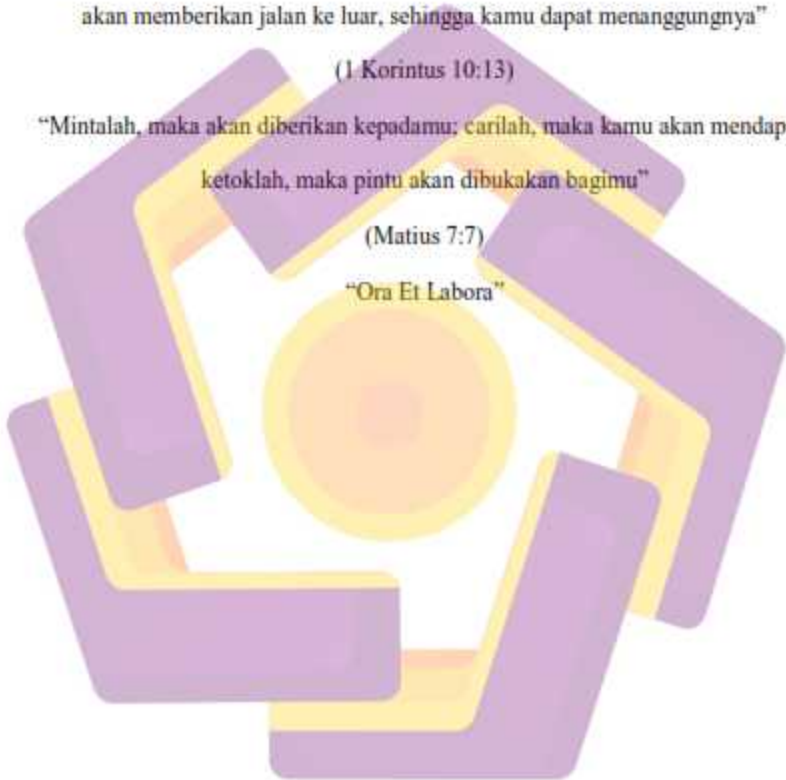 akan memberikan jalan ke luar, sehingga kamu dapat menanggungnya”
(1 Korintus 10:13)
“Mintalah, maka akan diberikan kepadamu; carilah, maka kamu akan mendap
ketoklah, maka pintu akan dibukakan bagimu”
(Matius 7:7)
“Ora Et Labora”